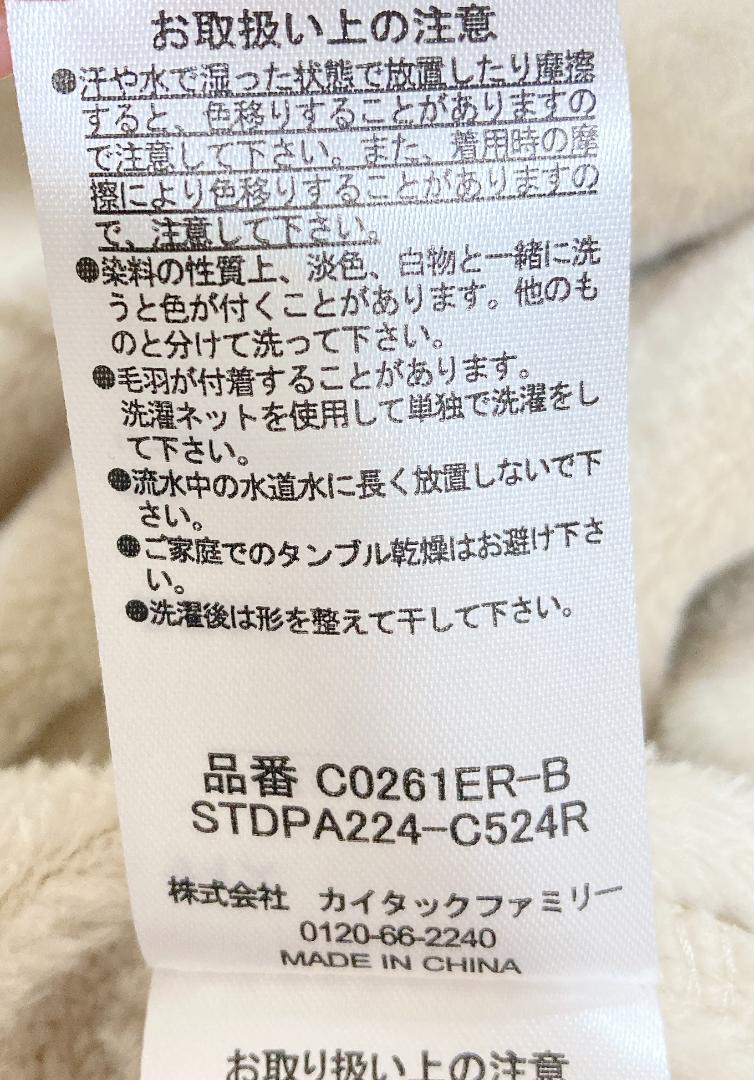 お取扱い上の注意
●汗や水で湿った状態で放置したり摩擦
すると、色移りすることがありますの
で注意して下さい。また、着用時の摩
擦により色移りすることがありますの
で、注意して下さい。
●染料の性質上、淡色、白物と一緒に洗
うと色が付くことがあります。他のも
のと分けて洗って下さい。
●毛羽が付着することがあります。
洗濯ネットを使用して単独で洗濯をし
て下さい。
●流水中の水道水に長く放置しないで下
さい。
●ご家庭でのタンブル乾燥はお避け下さ
い。
●洗濯後は形を整えて干して下さい。
品番 C0261ER-B
STDPA224-C524R
株式会社 カイタックファミリー
0120-66-2240
MADE IN CHINA
お取り扱い上の注意